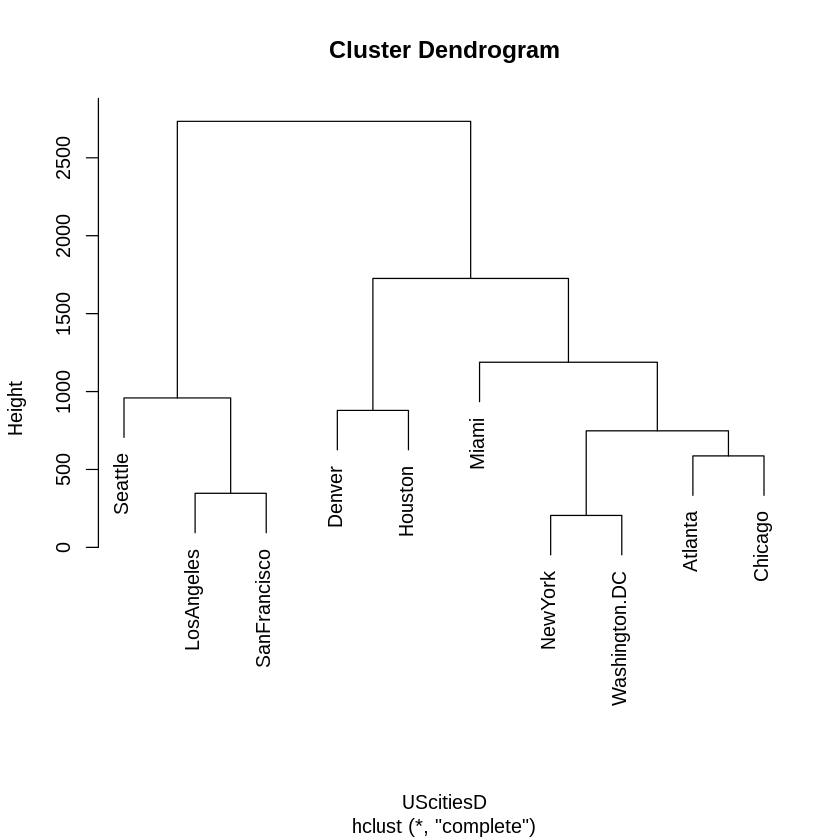 Cluster Dendrogram
Height
0
500
1000
1500
2000
2500
Seattle
LosAngeles
SanFrancisco
Denver
Houston
Miami
NewYork
Washington.DC
Atlanta
Chicago
UScitiesD
hclust (*, "complete")